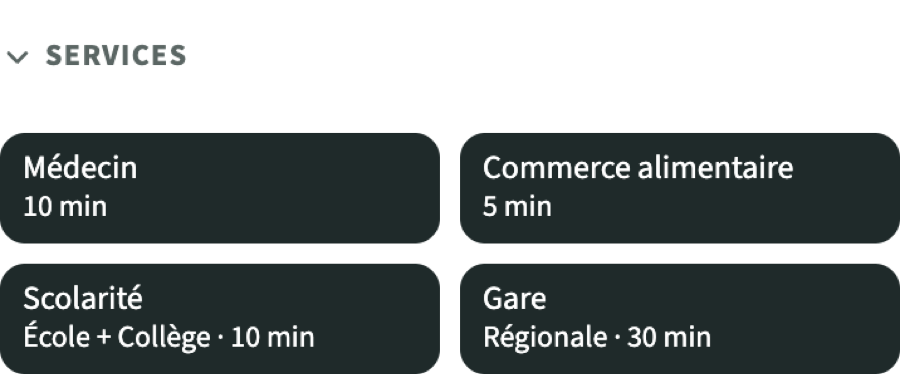 SERVICES
Médecin
10 min
Commerce alimentaire
5 min
Scolarité
École + Collège · 10 min
Gare
Régionale · 30 min